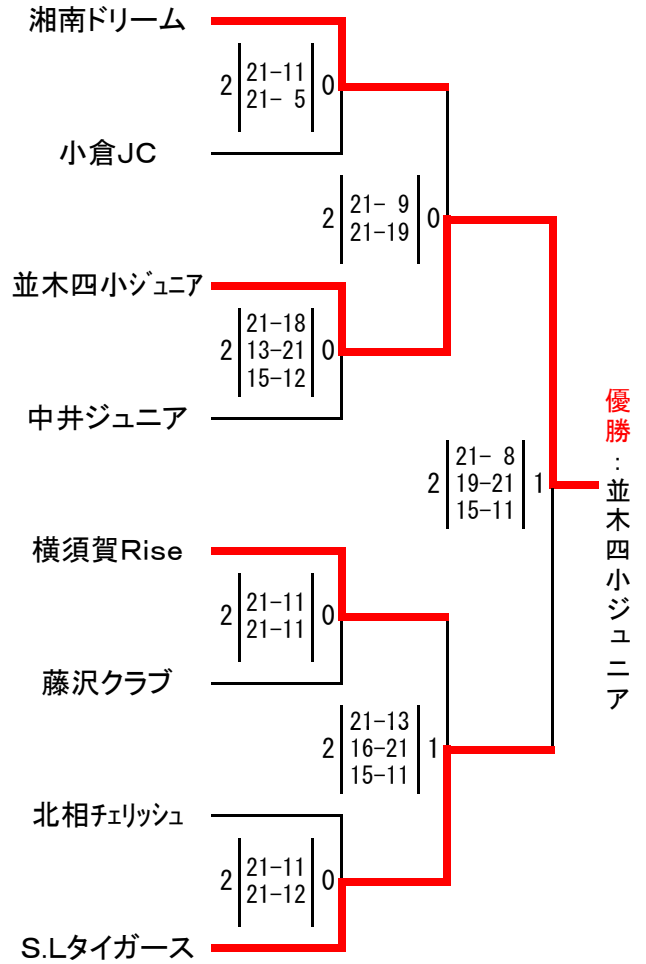 湘南ドリーム
2 21-11 0
21- 5
小倉JC
2 21- 9 0
21-19
並木四小ジュニア
2 21-18 0
13-21
15-12
中井ジュニア
優勝:並木四小ジュニア
2 21- 8 1
19-21
15-11
横須賀Rise
2 21-11 0
21-11
藤沢クラブ
2 21-13 1
16-21
15-11
北相チェリッシュ
2 21-11 0
21-12
S.Lタイガース